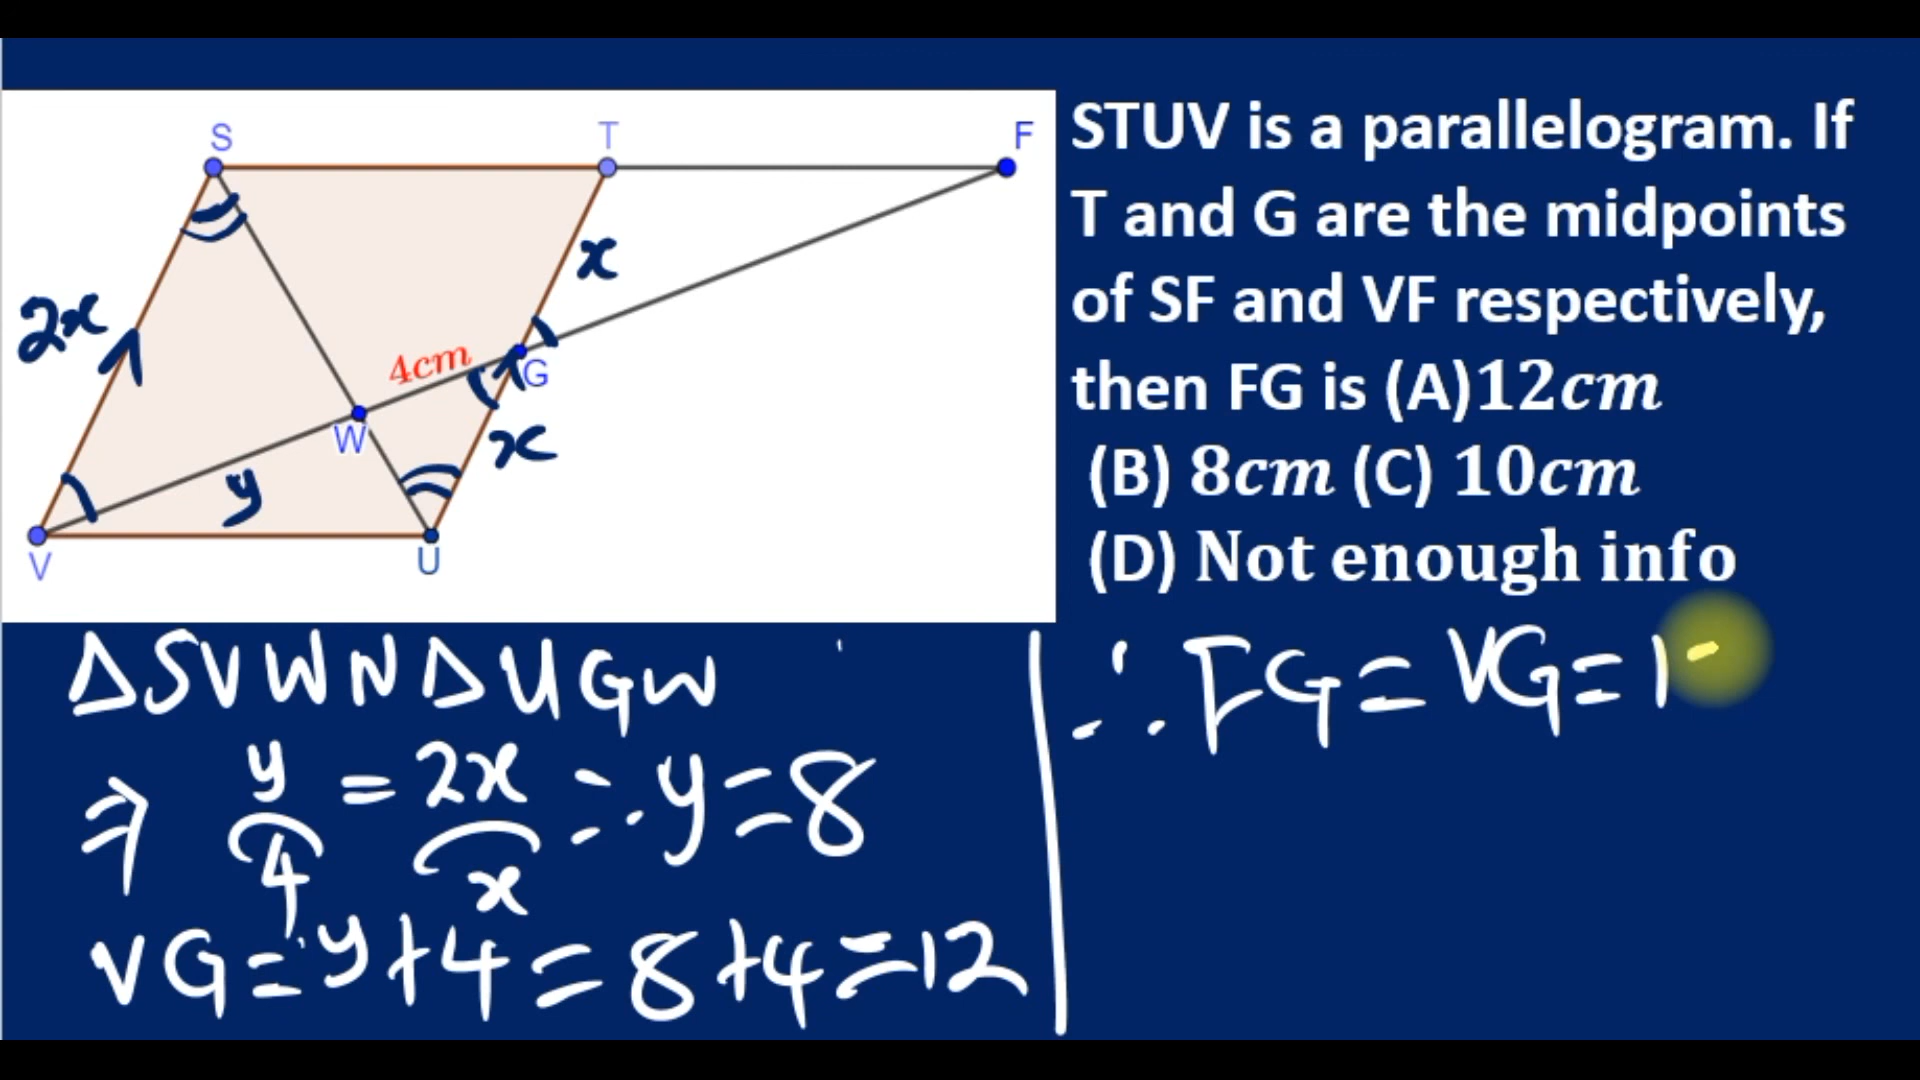 S T F
STUV is a parallelogram. If
T and G are the midpoints
of SF and VF respectively,
then FG is (A)12cm
(B) 8cm (C) 10cm
(D) Not enough info
x
2x
4cm
G
W
x
y
V U
ΔSVW ~ ΔUGW
⇒ y/4 = 2x/x ∴ y = 8
VG = y + 4 = 8 + 4 = 12
∴ FG = VG = 1